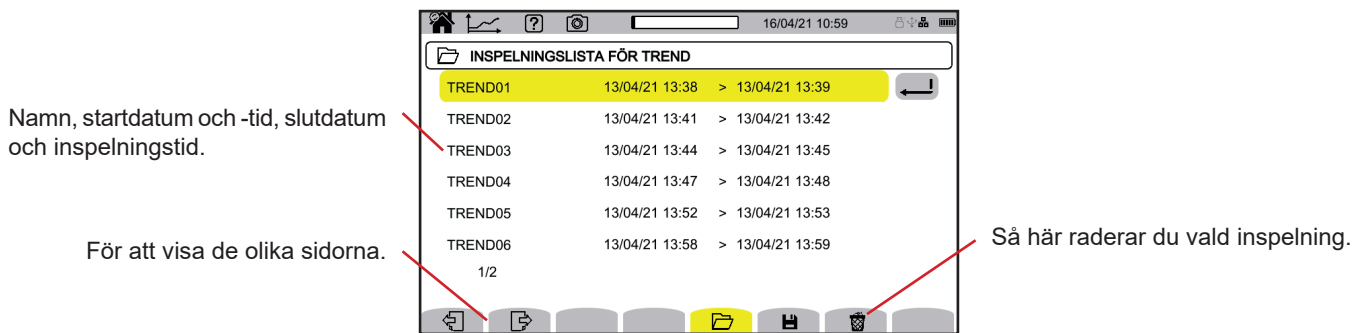 16/04/21 10:59
INSPELNINGSLISTA FÖR TREND
TREND01 13/04/21 13:38 > 13/04/21 13:39
TREND02 13/04/21 13:41 > 13/04/21 13:42
TREND03 13/04/21 13:44 > 13/04/21 13:45
TREND04 13/04/21 13:47 > 13/04/21 13:48
TREND05 13/04/21 13:52 > 13/04/21 13:53
TREND06 13/04/21 13:58 > 13/04/21 13:59
1/2
Namn, startdatum och -tid, slutdatum
och inspelningstid.
För att visa de olika sidorna.
Så här raderar du vald inspelning.